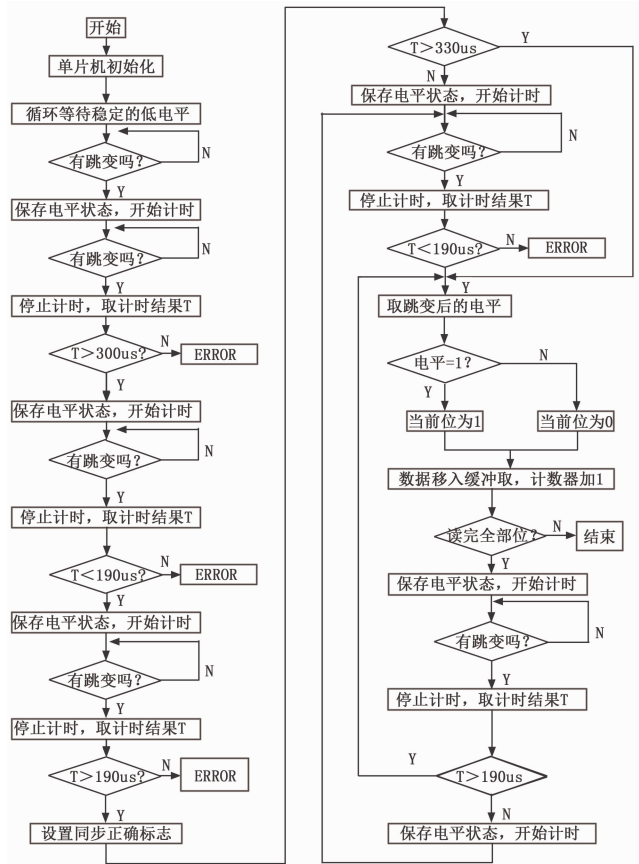 开始
单片机初始化
循环等待稳定的低电平
有跳变吗?
N
Y
保存电平状态，开始计时
有跳变吗?
N
Y
停止计时，取计时结果T
T＞300us?
N
ERROR
Y
保存电平状态，开始计时
有跳变吗?
N
Y
停止计时，取计时结果T
T＜190us?
N
ERROR
Y
保存电平状态，开始计时
有跳变吗?
N
Y
停止计时，取计时结果T
T＞190us?
N
ERROR
Y
设置同步正确标志
T＞330us
Y
N
保存电平状态，开始计时
有跳变吗?
N
Y
停止计时，取计时结果T
T＜190us?
N
ERROR
Y
取跳变后的电平
电平=1?
N
Y
当前位为1
当前位为0
数据移入缓冲取，计数器加1
读完全部位?
N
结束
Y
保存电平状态，开始计时
有跳变吗?
N
Y
停止计时，取计时结果T
T＞190us
Y
N
保存电平状态，开始计时